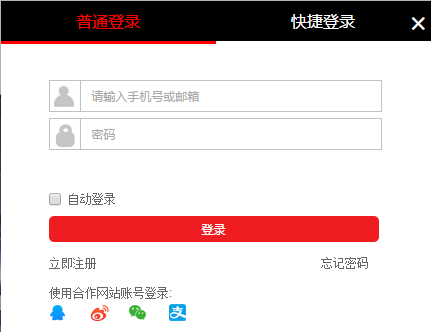 普通登录 快捷登录 ×
请输入手机号或邮箱
密码
自动登录
登录
立即注册 忘记密码
使用合作网站账号登录:
支